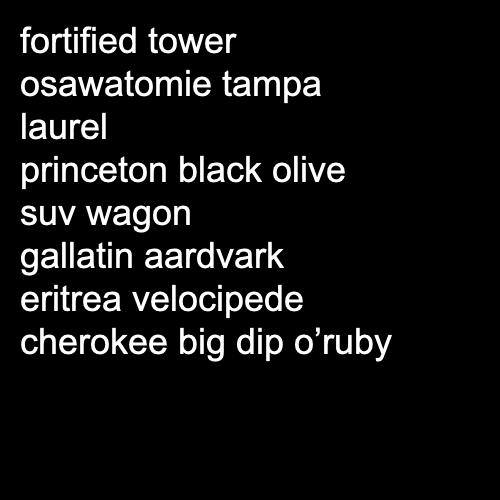 fortified tower
osawatomie tampa
laurel
princeton black olive
suv wagon
gallatin aardvark
eritrea velocipede
cherokee big dip o’ruby